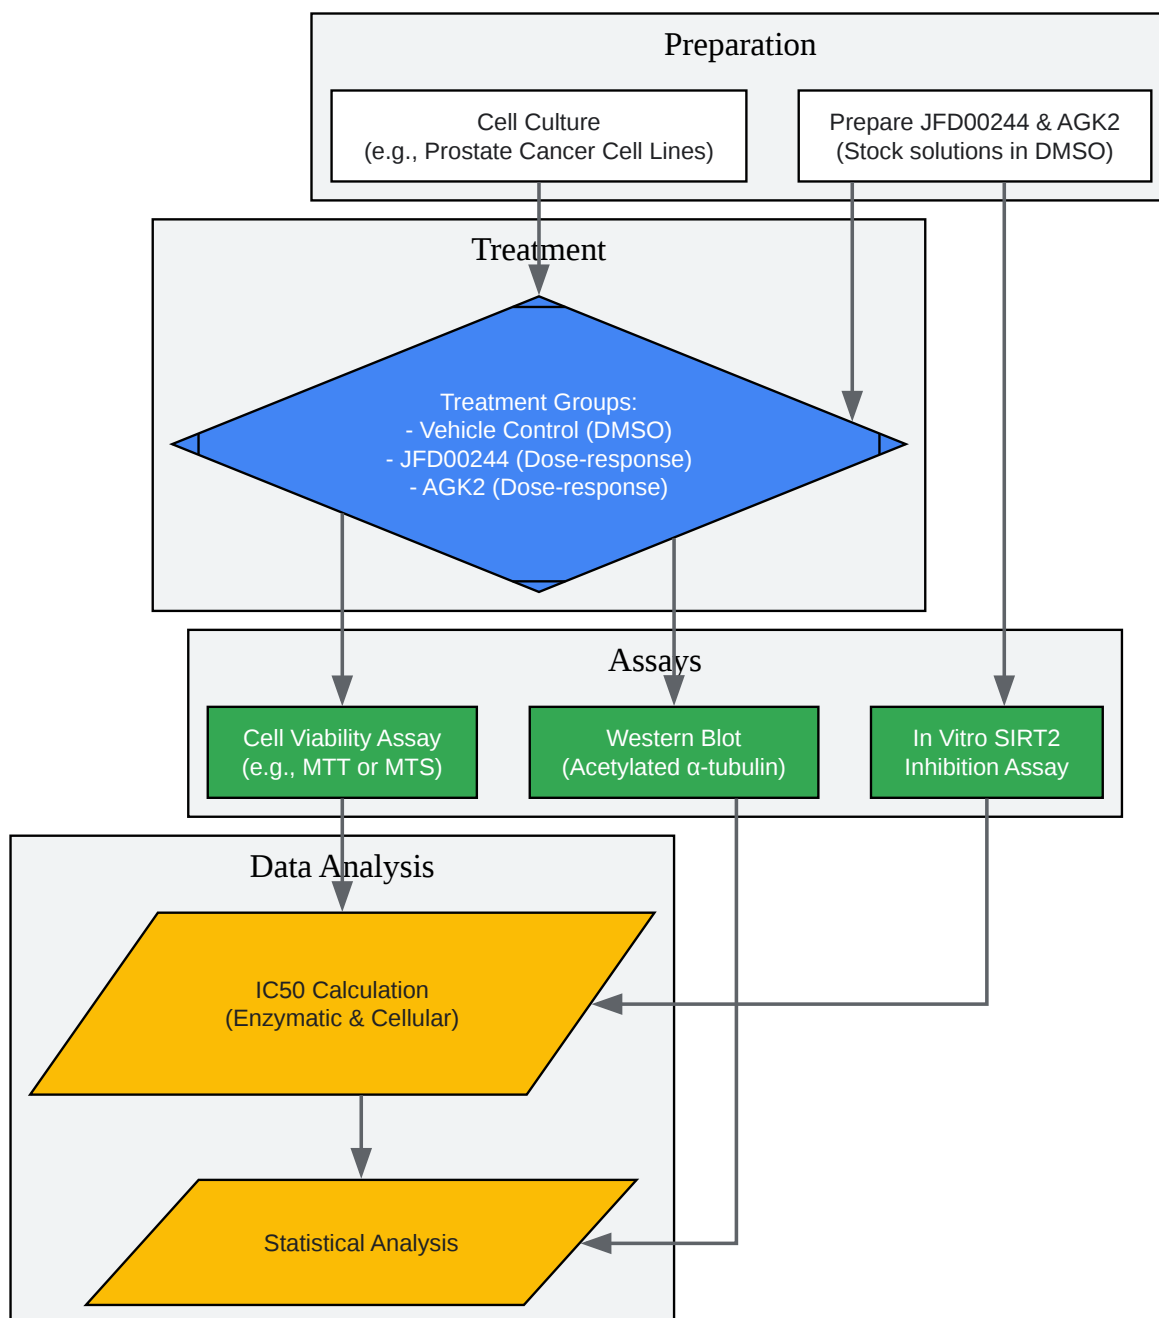 Preparation
Cell Culture
(e.g., Prostate Cancer Cell Lines)
Prepare JFD00244 & AGK2
(Stock solutions in DMSO)
Treatment
Treatment Groups:
- Vehicle Control (DMSO)
- JFD00244 (Dose-response)
- AGK2 (Dose-response)
Assays
Cell Viability Assay
(e.g., MTT or MTS)
Western Blot
(Acetylated α-tubulin)
In Vitro SIRT2
Inhibition Assay
Data Analysis
IC50 Calculation
(Enzymatic & Cellular)
Statistical Analysis